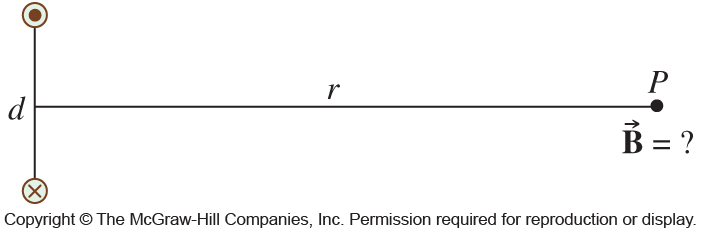 r
P
d
B = ?
Copyright © The McGraw-Hill Companies, Inc. Permission required for reproduction or display.